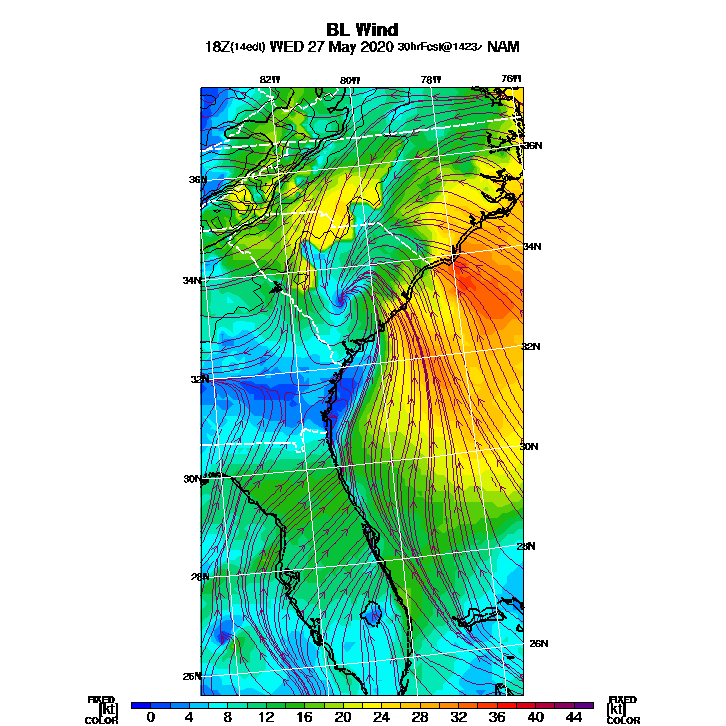 BL Wind
18Z(14edt) WED 27 May 2020 30hrFcst@1423z NAM
82W 80W 78W 76W
36N
36N
34N
34N
32N
32N
30N
30N
28N
28N
26N
26N
FIXED FIXED
[kt] 0 4 8 12 16 20 24 28 32 36 40 44 [kt]
COLOR COLOR